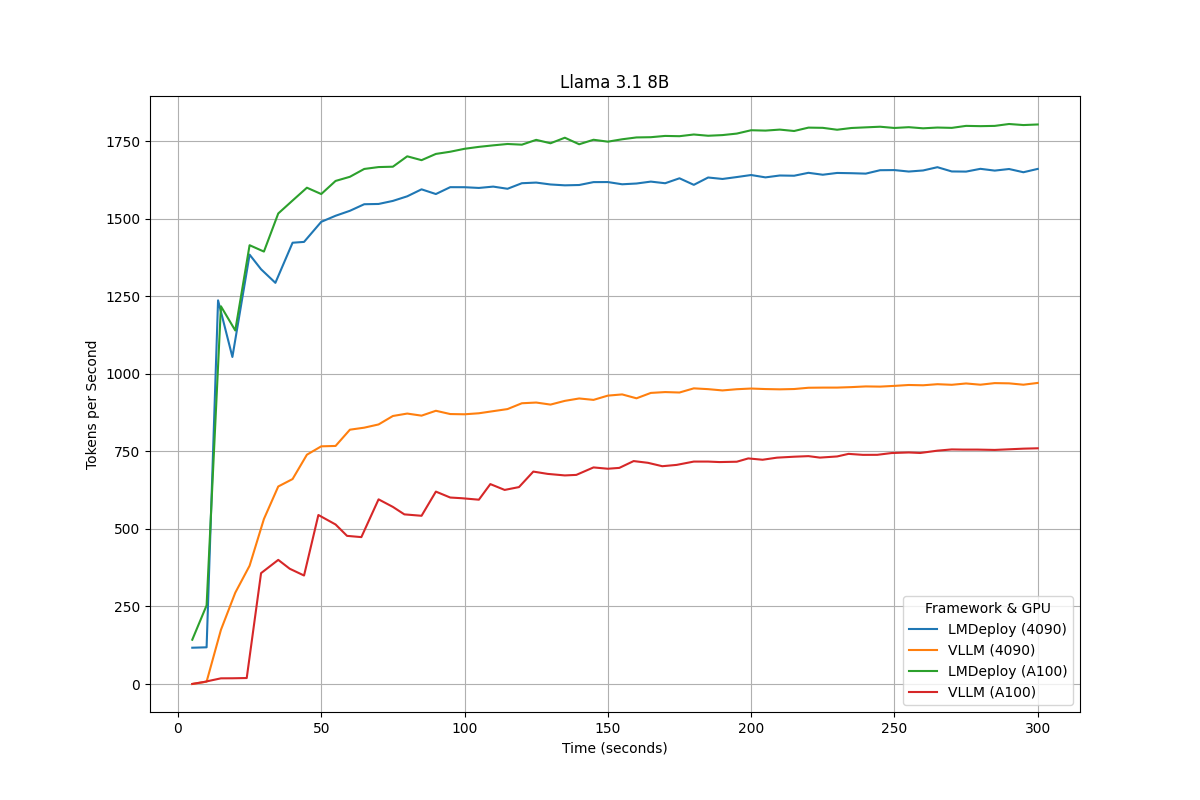 Llama 3.1 8B
Tokens per Second
1750
1500
1250
1000
750
500
250
0
0 50 100 150 200 250 300
Time (seconds)
Framework & GPU
LMDeploy (4090)
VLLM (4090)
LMDeploy (A100)
VLLM (A100)